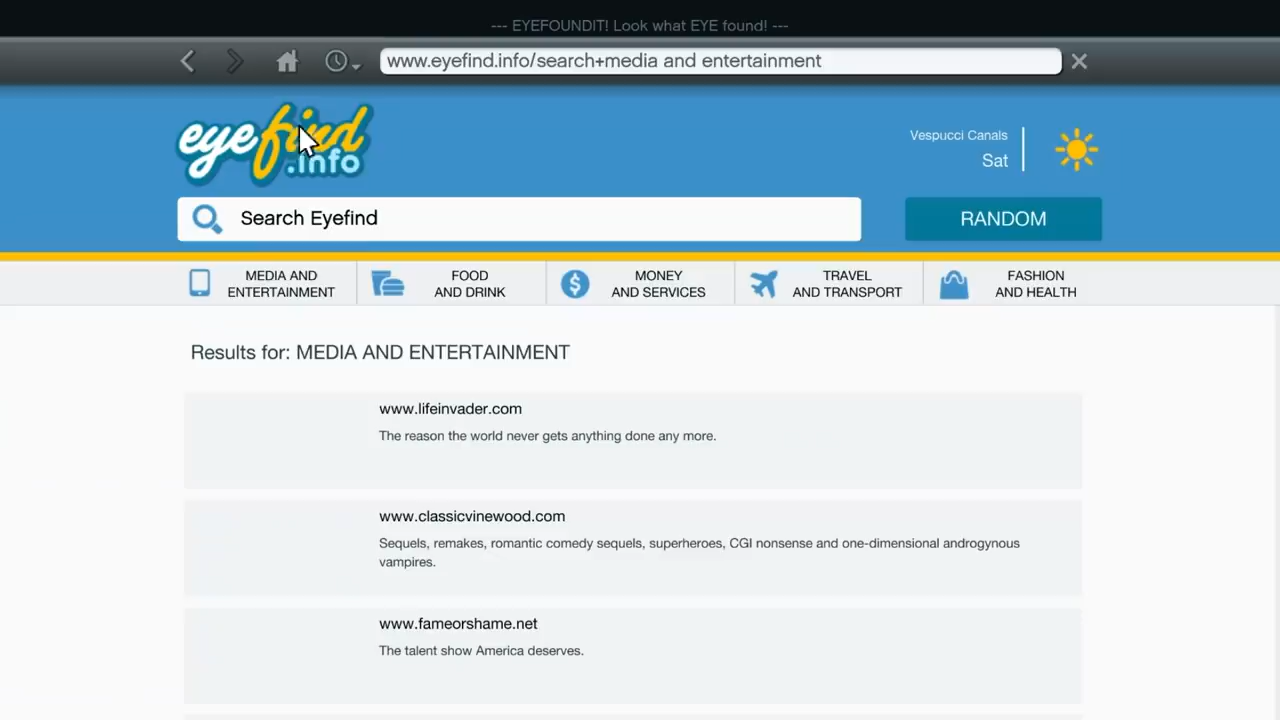 --- EYEFOUNDIT! Look what EYE found! ---
www.eyefind.info/search+media and entertainment
eyefind
.info
Vespucci Canals
Sat
Search Eyefind
RANDOM
MEDIA AND
ENTERTAINMENT
FOOD
AND DRINK
MONEY
AND SERVICES
TRAVEL
AND TRANSPORT
FASHION
AND HEALTH
Results for: MEDIA AND ENTERTAINMENT
www.lifeinvader.com
The reason the world never gets anything done any more.
www.classicvinewood.com
Sequels, remakes, romantic comedy sequels, superheroes, CGI nonsense and one-dimensional androgynous
vampires.
www.fameorshame.net
The talent show America deserves.